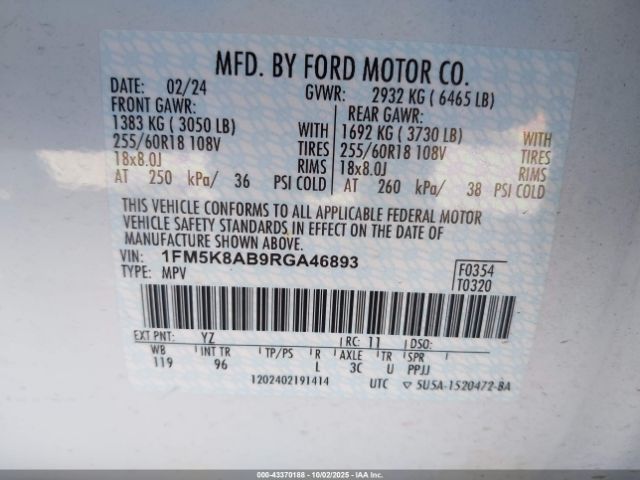 MFD. BY FORD MOTOR CO.
DATE: 02/24 GVWR: 2932 KG ( 6465 LB)
FRONT GAWR: REAR GAWR:
1383 KG ( 3050 LB) WITH 1692 KG ( 3730 LB) WITH
255/60R18 108V TIRES 255/60R18 108V TIRES
18x8.0J RIMS 18x8.0J RIMS
AT 250 kPa/ 36 PSI COLD AT 260 kPa/ 38 PSI COLD
THIS VEHICLE CONFORMS TO ALL APPLICABLE FEDERAL MOTOR
VEHICLE SAFETY STANDARDS IN EFFECT ON THE DATE OF
MANUFACTURE SHOWN ABOVE.
VIN: 1FM5K8AB9RGA46893 F0354
TYPE: MPV T0320
EXT PNT: YZ RC: 11 DSO:
WB INT TR TP/PS R AXLE TR SPR
119 96 L 3C U PPJJ
1202402191414 UTC ▽ 5U5A-1520472-BA
000-43370188 - 10/02/2025 - IAA Inc.